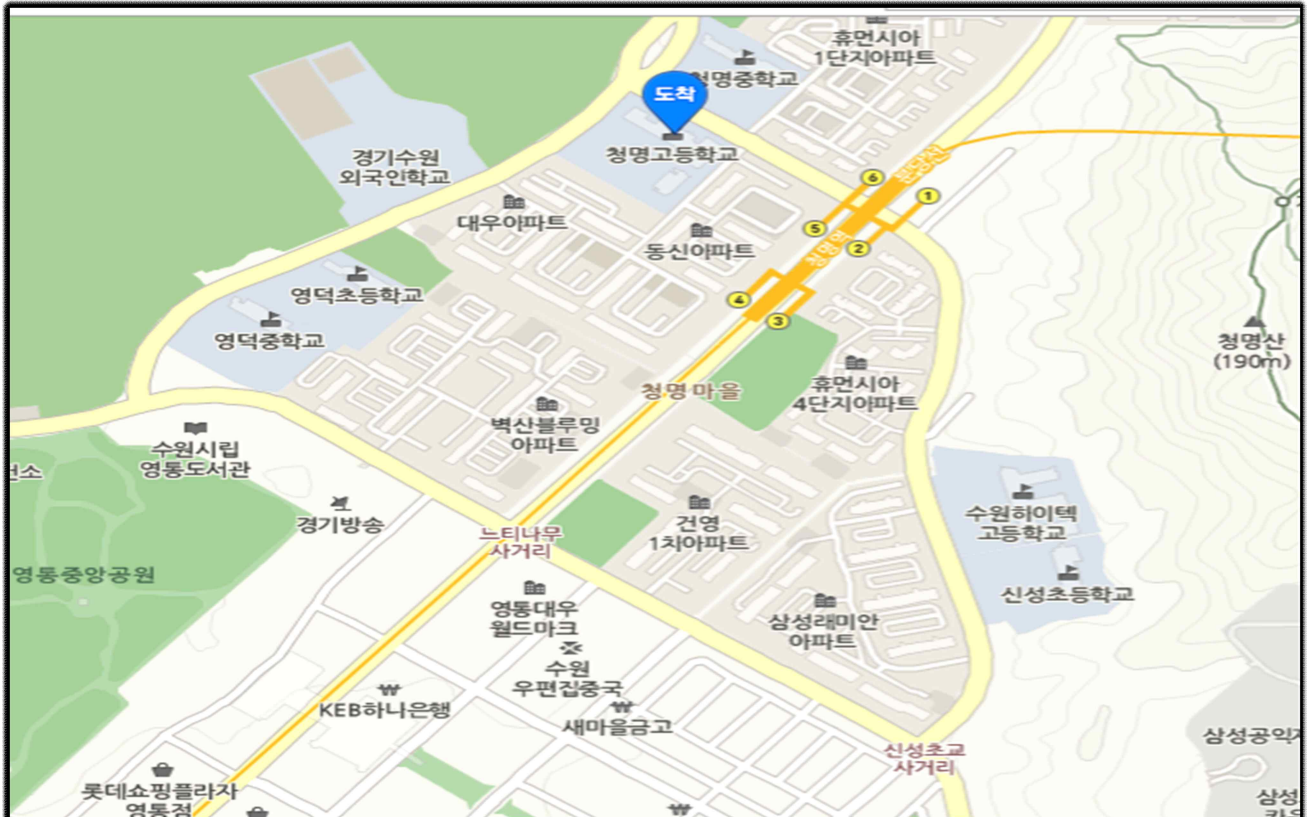 휴먼시아
1단지아파트
청명중학교
도착
청명고등학교
경기수원
외국인학교
대우아파트
동신아파트
분당선
6
1
5
2
청명역
4
3
영덕초등학교
영덕중학교
청명산
(190m)
청명마을
휴먼시아
4단지아파트
벽산블루밍
아파트
수원시립
영통도서관
건소
경기방송
건영
1차아파트
수원하이텍
고등학교
느티나무
사거리
영통중앙공원
신성초등학교
영통대우
월드마크
삼성래미안
아파트
수원
우편집중국
KEB하나은행
새마을금고
신성초교
사거리
삼성공익
롯데쇼핑플라자
영통점
삼성